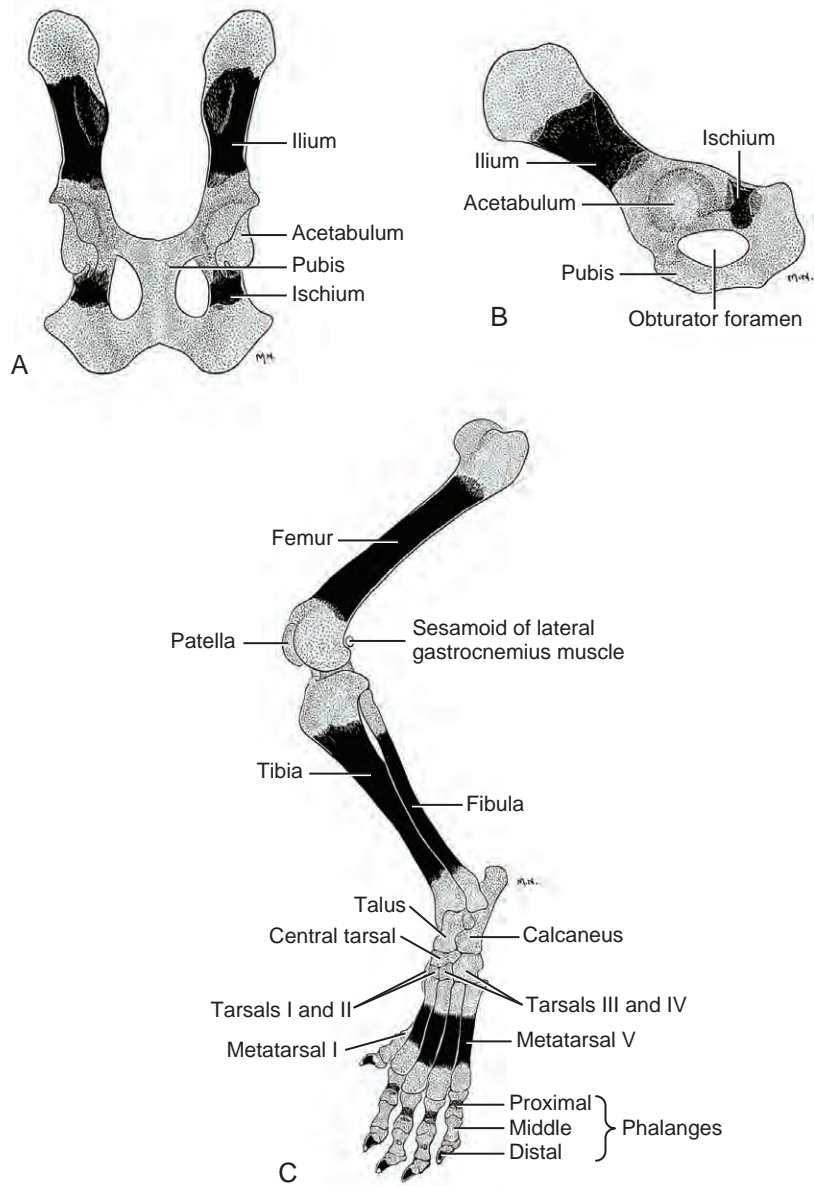 Ilium
Acetabulum
Pubis
Ischium
M.N.
A
Ischium
Ilium
Acetabulum
Pubis
M.N.
Obturator foramen
B
Femur
Patella
Sesamoid of lateral
gastrocnemius muscle
Tibia
Fibula
M.N.
Talus
Central tarsal
Calcaneus
Tarsals I and II
Tarsals III and IV
Metatarsal I
Metatarsal V
Proximal
Middle
Phalanges
Distal
C